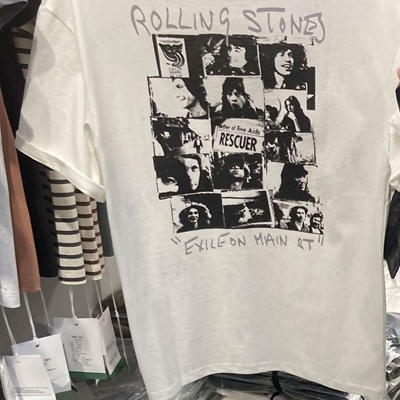 ROLLING STONES
RESCUER
"EXILE ON MAIN ST"